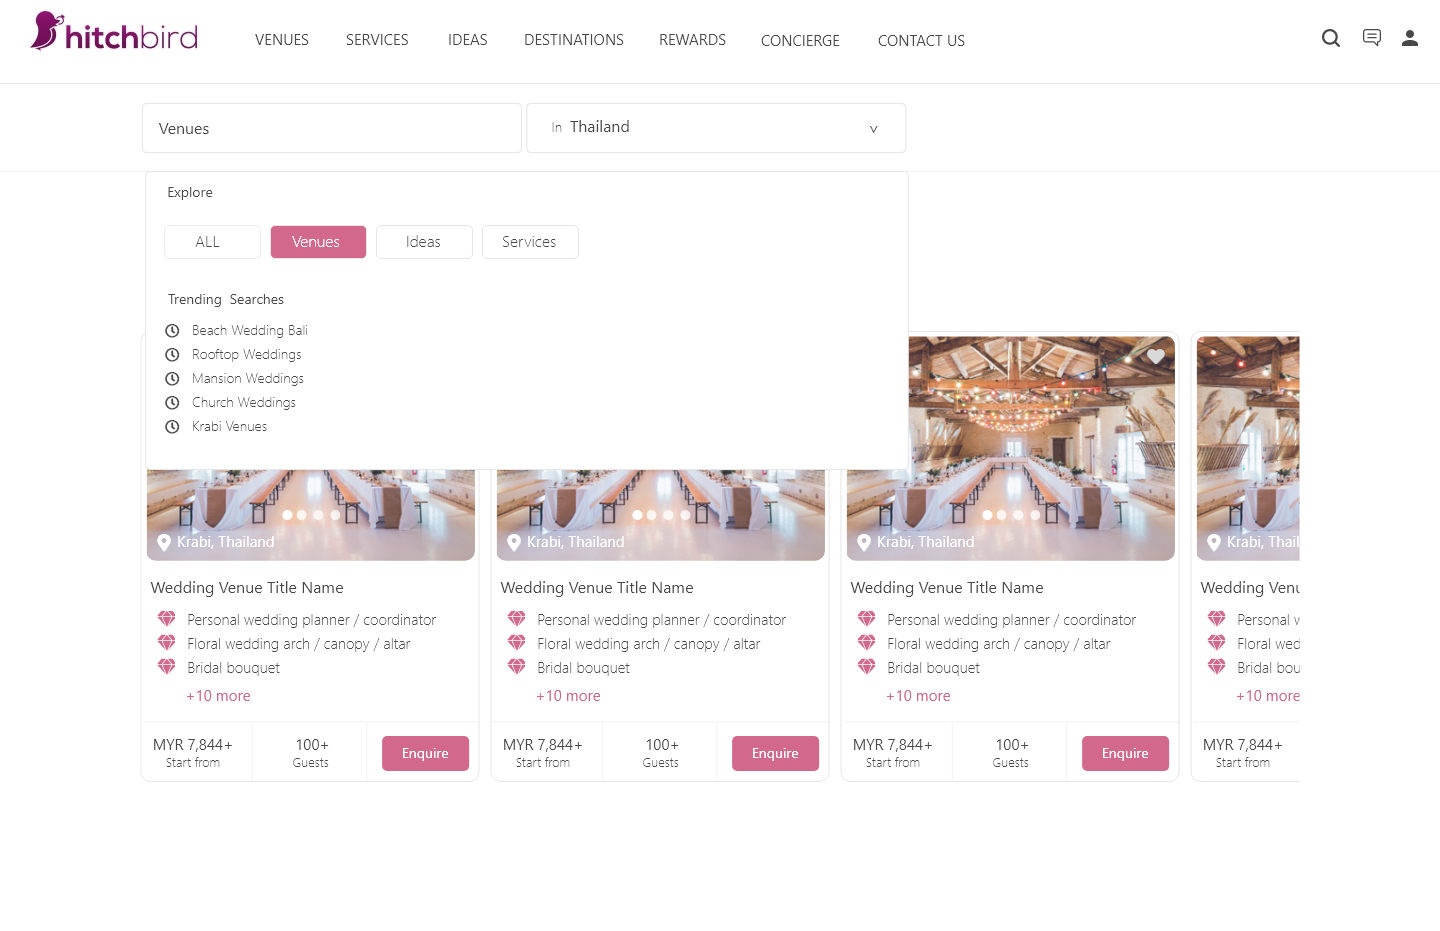 hitchbird
VENUES SERVICES IDEAS DESTINATIONS REWARDS CONCIERGE CONTACT US
Venues
In Thailand
Explore
ALL Venues Ideas Services
Trending Searches
Beach Wedding Bali
Rooftop Weddings
Mansion Weddings
Church Weddings
Krabi Venues
Krabi, Thailand
Wedding Venue Title Name
Personal wedding planner / coordinator
Floral wedding arch / canopy / altar
Bridal bouquet
+10 more
MYR 7,844+
Start from
100+
Guests
Enquire
Krabi, Thailand
Wedding Venue Title Name
Personal wedding planner / coordinator
Floral wedding arch / canopy / altar
Bridal bouquet
+10 more
MYR 7,844+
Start from
100+
Guests
Enquire
Krabi, Thailand
Wedding Venue Title Name
Personal wedding planner / coordinator
Floral wedding arch / canopy / altar
Bridal bouquet
+10 more
MYR 7,844+
Start from
100+
Guests
Enquire
Krabi, Thail
Wedding Venu
Personal w
Floral wed
Bridal bou
+10 more
MYR 7,844+
Start from